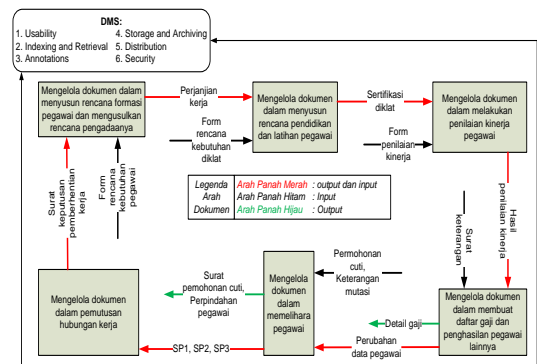 DMS:
1. Usability
2. Indexing and Retrieval
3. Annotations
4. Storage and Archiving
5. Distribution
6. Security
Mengelola dokumen dalam
menyusun rencana formasi
pegawai dan mengusulkan
rencana pengadaanya
Perjanjian
kerja
Form
rencana
kebutuhan
diklat
Mengelola dokumen
dalam menyusun
rencana pendidikan
dan latihan pegawai
Sertifikasi
diklat
Form
penilaian
kinerja
Mengelola dokumen
dalam melakukan
penilaian kinerja
pegawai
Surat
keputusan
pemberhentian
kerja
Form
rencana
kebutuhan
pegawai
Legenda Arah Panah Merah : output dan input
Arah Arah Panah Hitam : Input
Dokumen Arah Panah Hijau : Output
Surat
keterangan
Hasil
penilaian kinerja
Mengelola dokumen
dalam pemutusan
hubungan kerja
Surat
pemohonan cuti,
Perpindahan
pegawai
SP1, SP2, SP3
Mengelola
dokumen
dalam
memelihara
pegawai
Permohonan
cuti,
Keterangan
mutasi
Detail gaji
Perubahan
data pegawai
Mengelola dokumen
dalam membuat
daftar gaji dan
penghasilan pegawai
lainnya